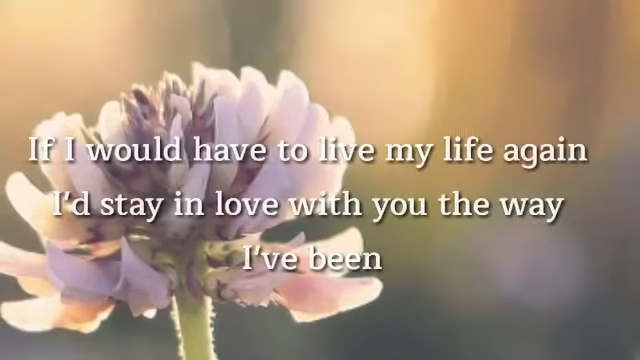 If I would have to live my life again
I'd stay in love with you the way
I've been